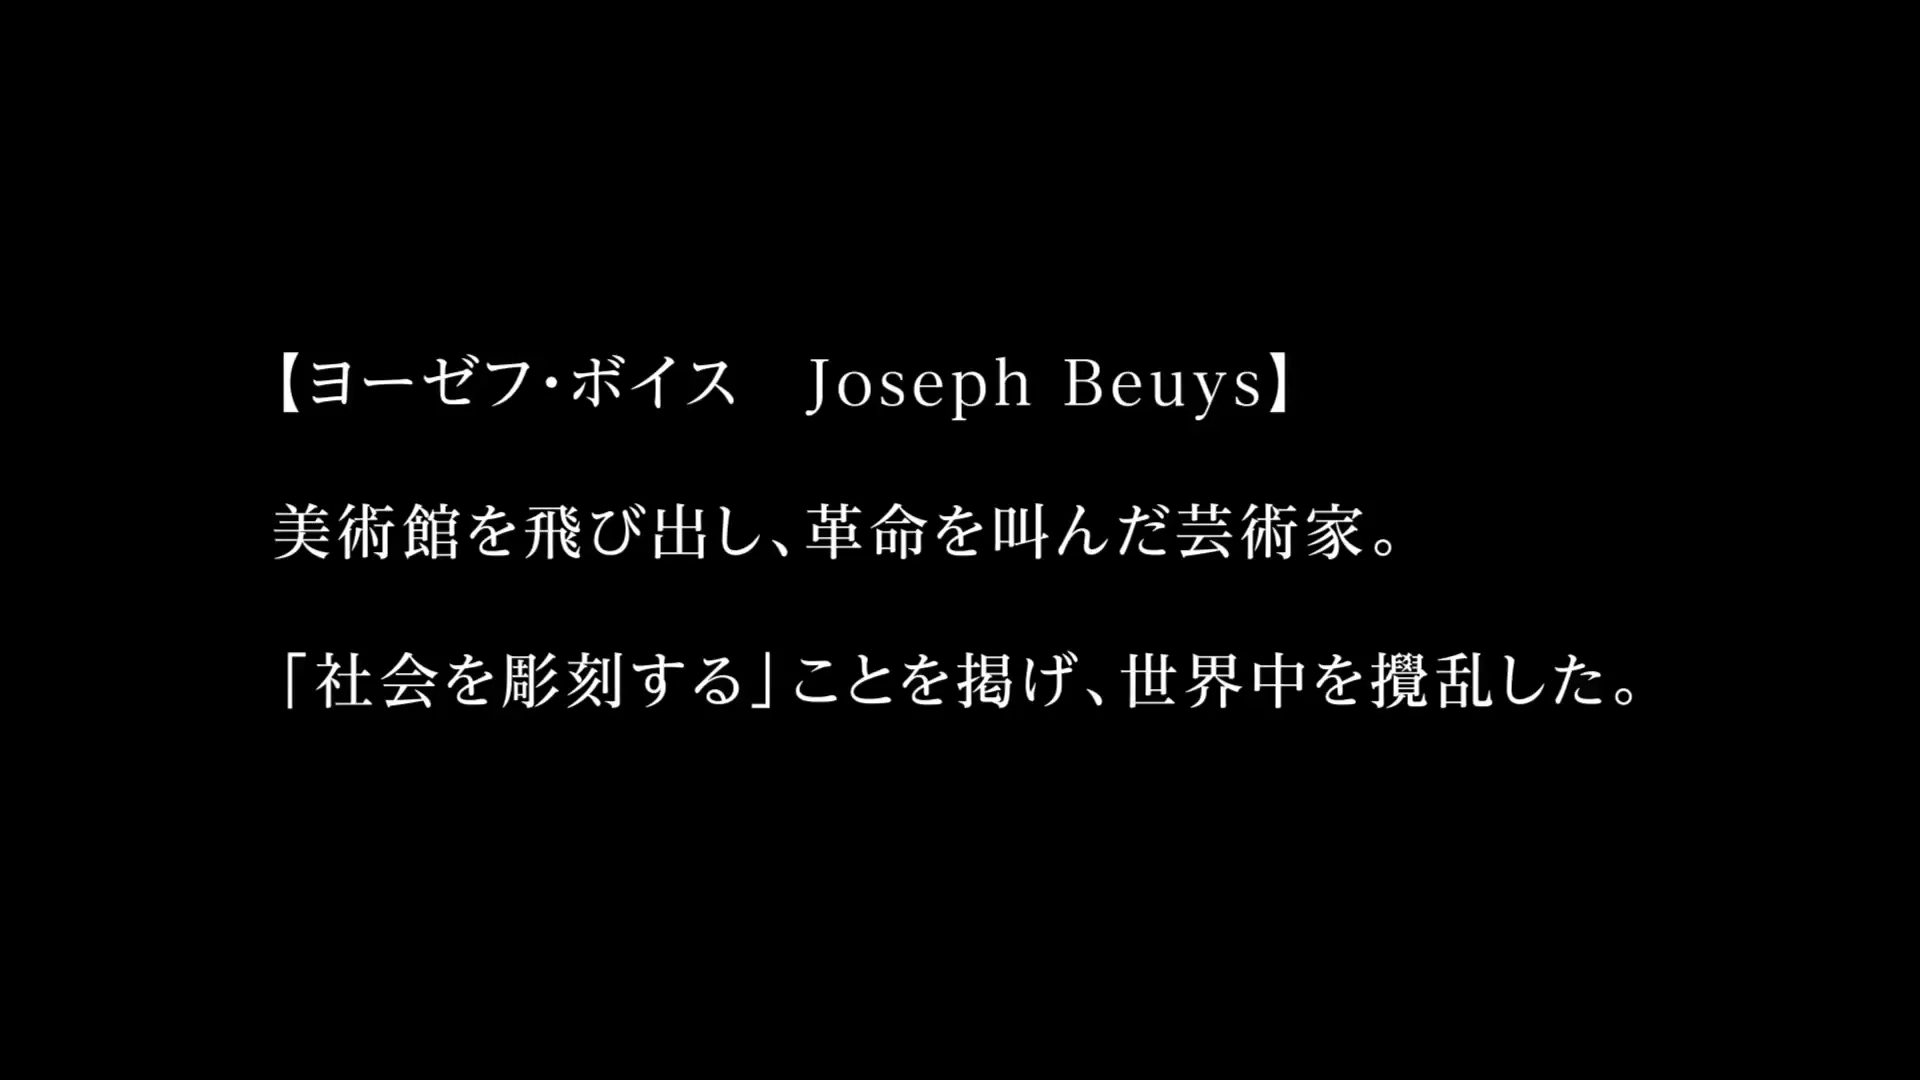 【ヨーゼフ・ボイス　Joseph Beuys】
美術館を飛び出し、革命を叫んだ芸術家。
「社会を彫刻する」ことを掲げ、世界中を攪乱した。